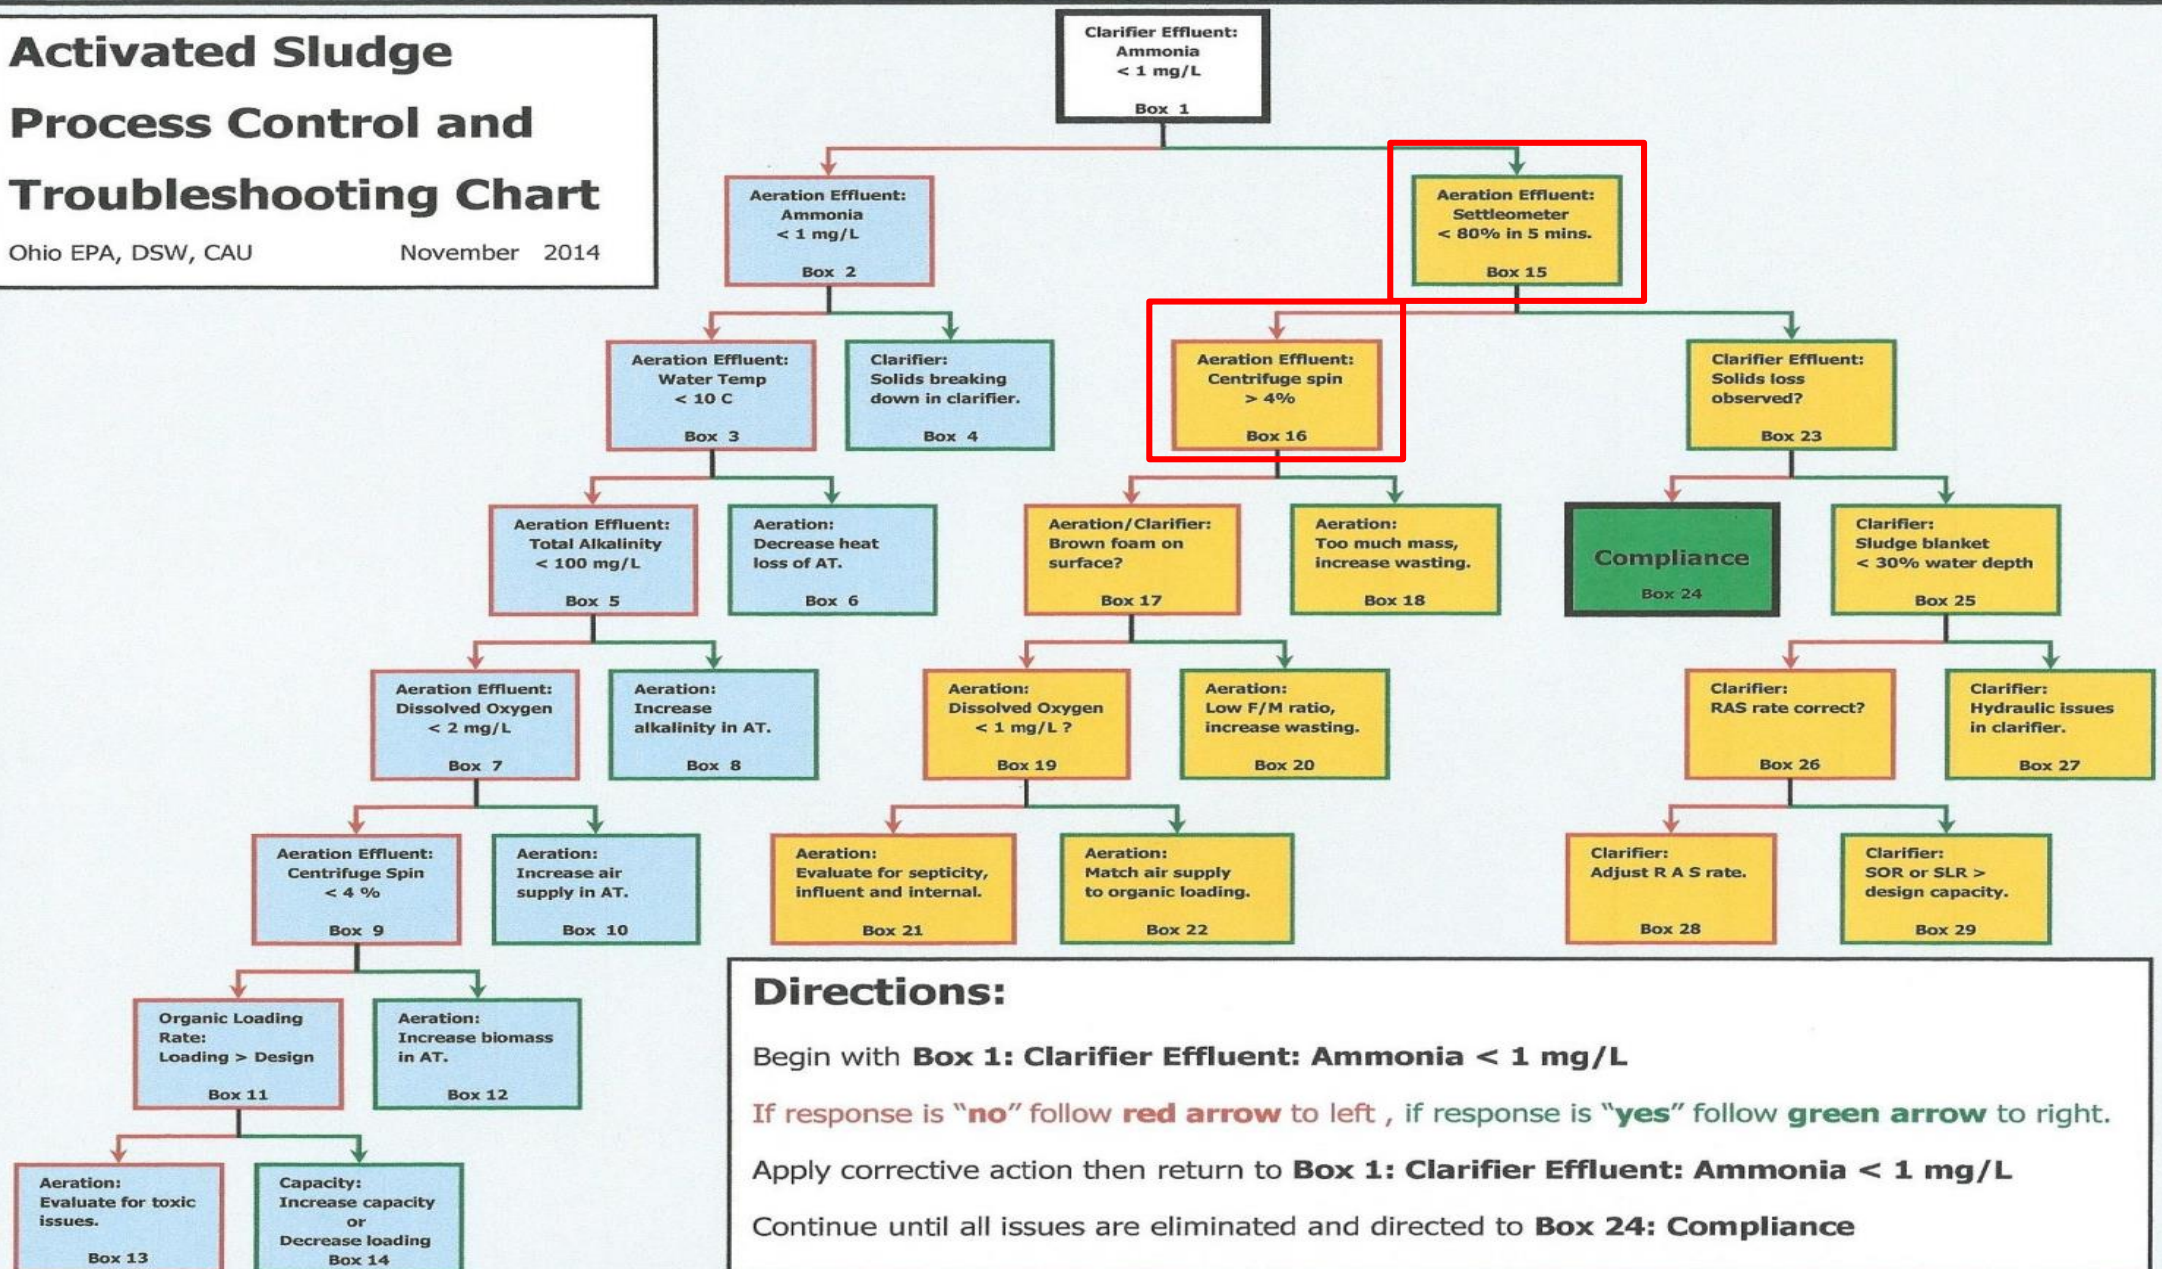 Activated Sludge
Process Control and
Troubleshooting Chart
Ohio EPA, DSW, CAU November 2014
Clarifier Effluent:
Ammonia
< 1 mg/L
Box 1
Aeration Effluent:
Ammonia
< 1 mg/L
Box 2
Aeration Effluent:
Settleometer
< 80% in 5 mins.
Box 15
Aeration Effluent:
Water Temp
< 10 C
Box 3
Clarifier:
Solids breaking
down in clarifier.
Box 4
Aeration Effluent:
Centrifuge spin
> 4%
Box 16
Clarifier Effluent:
Solids loss
observed?
Box 23
Aeration Effluent:
Total Alkalinity
< 100 mg/L
Box 5
Aeration:
Decrease heat
loss of AT.
Box 6
Aeration/Clarifier:
Brown foam on
surface?
Box 17
Aeration:
Too much mass,
increase wasting.
Box 18
Compliance
Box 24
Clarifier:
Sludge blanket
< 30% water depth
Box 25
Aeration Effluent:
Dissolved Oxygen
< 2 mg/L
Box 7
Aeration:
Increase
alkalinity in AT.
Box 8
Aeration:
Dissolved Oxygen
< 1 mg/L ?
Box 19
Aeration:
Low F/M ratio,
increase wasting.
Box 20
Clarifier:
RAS rate correct?
Box 26
Clarifier:
Hydraulic issues
in clarifier.
Box 27
Aeration Effluent:
Centrifuge Spin
< 4 %
Box 9
Aeration:
Increase air
supply in AT.
Box 10
Aeration:
Evaluate for septicity,
influent and internal.
Box 21
Aeration:
Match air supply
to organic loading.
Box 22
Clarifier:
Adjust R A S rate.
Box 28
Clarifier:
SOR or SLR >
design capacity.
Box 29
Organic Loading
Rate:
Loading > Design
Box 11
Aeration:
Increase biomass
in AT.
Box 12
Aeration:
Evaluate for toxic
issues.
Box 13
Capacity:
Increase capacity
or
Decrease loading
Box 14
Directions:
Begin with Box 1: Clarifier Effluent: Ammonia < 1 mg/L
If response is “no” follow red arrow to left , if response is “yes” follow green arrow to right.
Apply corrective action then return to Box 1: Clarifier Effluent: Ammonia < 1 mg/L
Continue until all issues are eliminated and directed to Box 24: Compliance